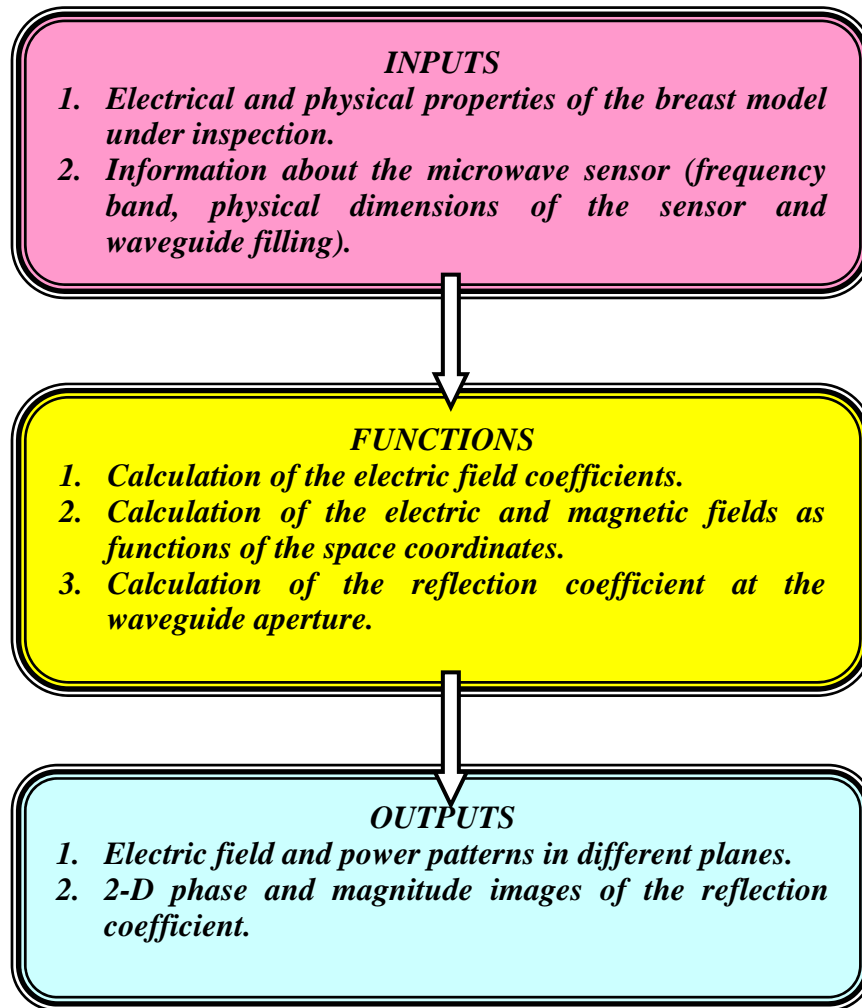 INPUTS
1. Electrical and physical properties of the breast model
under inspection.
2. Information about the microwave sensor (frequency
band, physical dimensions of the sensor and
waveguide filling).
FUNCTIONS
1. Calculation of the electric field coefficients.
2. Calculation of the electric and magnetic fields as
functions of the space coordinates.
3. Calculation of the reflection coefficient at the
waveguide aperture.
OUTPUTS
1. Electric field and power patterns in different planes.
2. 2-D phase and magnitude images of the reflection
coefficient.